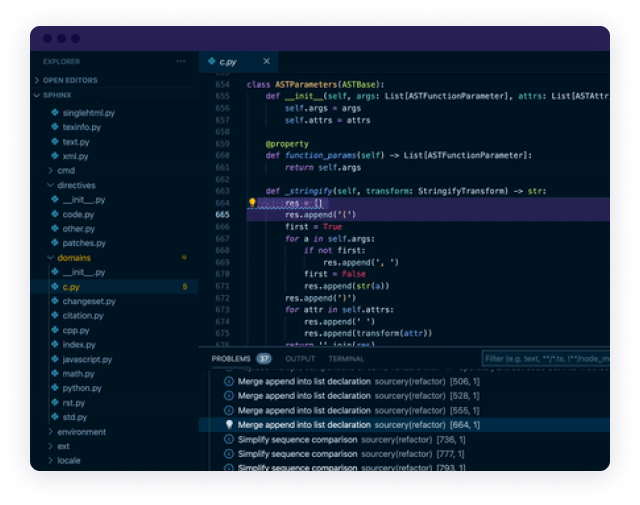 EXPLORER
···
OPEN EDITORS
SPHINX
singlehtml.py
texinfo.py
text.py
xml.py
cmd
directives
__init__.py
code.py
other.py
patches.py
domains
__init__.py
c.py 5
changeset.py
citation.py
cpp.py
index.py
javascript.py
math.py
python.py
rst.py
std.py
environment
ext
locale
c.py ×
654 class ASTParameters(ASTBase):
655 def __init__(self, args: List[ASTFunctionParameter], attrs: List[ASTAttr
656 self.args = args
657 self.attrs = attrs
658
659 @property
660 def function_params(self) -> List[ASTFunctionParameter]:
661 return self.args
662
663 def _stringify(self, transform: StringifyTransform) -> str:
664 res = []
665 res.append('(')
666 first = True
667 for a in self.args:
668 if not first:
669 res.append(', ')
670 first = False
671 res.append(str(a))
672 res.append(')')
673 for attr in self.attrs:
674 res.append(' ')
675 res.append(transform(attr))
676 return ''.join(res)
PROBLEMS 37 OUTPUT TERMINAL Filter (e.g. text, **/*.ts, !**/node_m
Merge append into list declaration sourcery(refactor) [506, 1]
Merge append into list declaration sourcery(refactor) [528, 1]
Merge append into list declaration sourcery(refactor) [555, 1]
Merge append into list declaration sourcery(refactor) [664, 1]
Simplify sequence comparison sourcery(refactor) [736, 1]
Simplify sequence comparison sourcery(refactor) [777, 1]
Simplify sequence comparison sourcery(refactor) [793, 1]